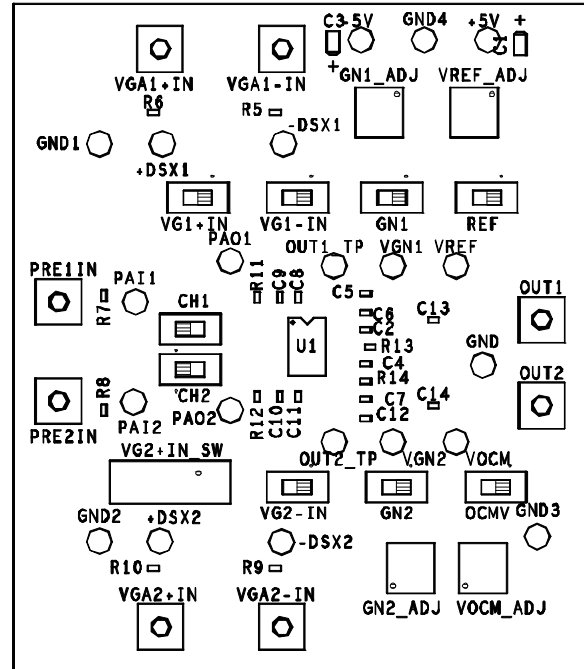 C3 -5V GND4 +5V C4 +
VGA1+IN VGA1-IN + GN1_ADJ VREF_ADJ
R6 R5
-DSX1
GND1
+DSX1
VG1+IN VG1-IN GN1 REF
PAO1 OUT1_TP VGN1 VREF
PRE1IN PAI1 R11 C9 C8
C5 OUT1
R7 CH1 C6 C13
C2
U1 R13 GND
C4
CH2 R14 OUT2
R8 C7 C14
PAO2 C12
PRE2IN PAI2 R12 C10 C11
VG2+IN_SW OUT2_TP VGN2 VOCM
VG2-IN GN2 OCMV GND3
GND2 +DSX2
-DSX2
R10 R9
VGA2+IN VGA2-IN GN2_ADJ VOCM_ADJ